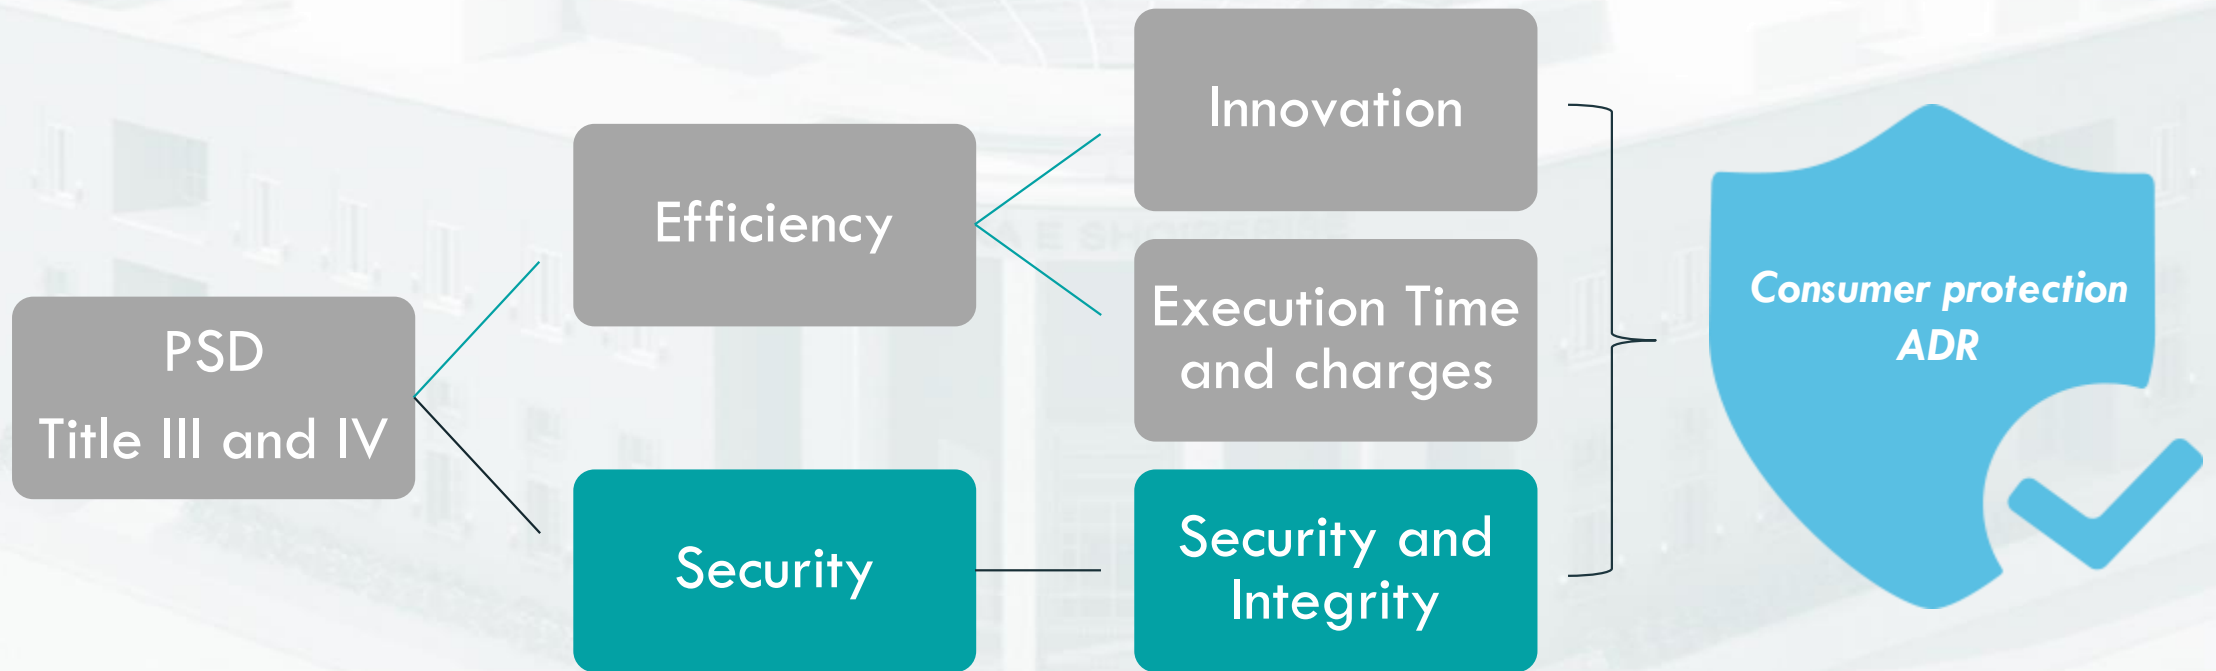 PSD
Title III and IV
Efficiency
Security
Innovation
Execution Time
and charges
Security and
Integrity
Consumer protection
ADR